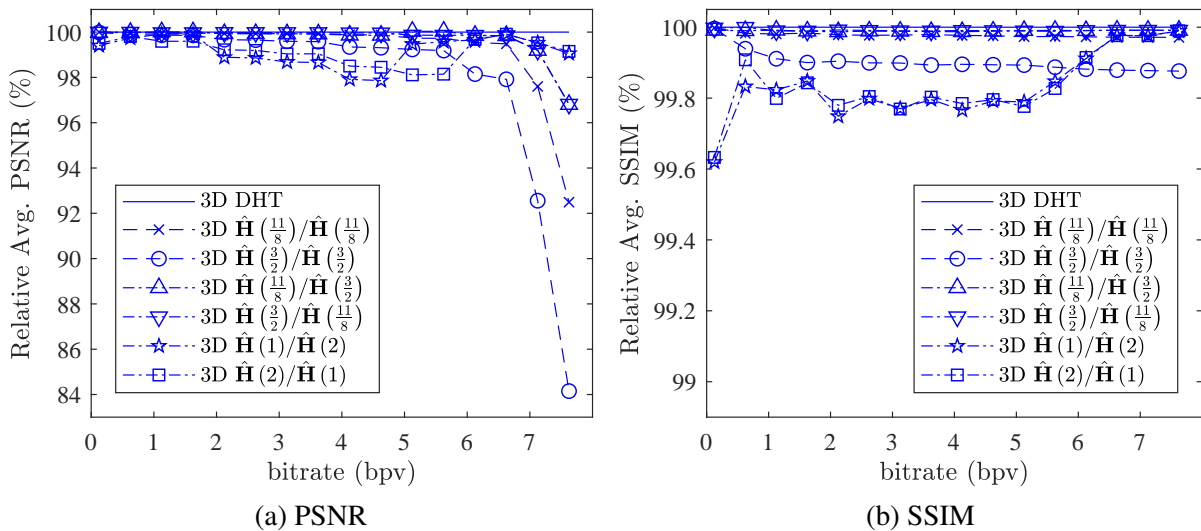 100
98
96
94
92
90
88
86
84
Relative Avg. PSNR (%)
3D DHT
3D Ĥ(11/8)/Ĥ(11/8)
3D Ĥ(3/2)/Ĥ(3/2)
3D Ĥ(11/8)/Ĥ(3/2)
3D Ĥ(3/2)/Ĥ(11/8)
3D Ĥ(1)/Ĥ(2)
3D Ĥ(2)/Ĥ(1)
0 1 2 3 4 5 6 7
bitrate (bpv)
(a) PSNR
100
99.8
99.6
99.4
99.2
99
Relative Avg. SSIM (%)
3D DHT
3D Ĥ(11/8)/Ĥ(11/8)
3D Ĥ(3/2)/Ĥ(3/2)
3D Ĥ(11/8)/Ĥ(3/2)
3D Ĥ(3/2)/Ĥ(11/8)
3D Ĥ(1)/Ĥ(2)
3D Ĥ(2)/Ĥ(1)
0 1 2 3 4 5 6 7
bitrate (bpv)
(b) SSIM